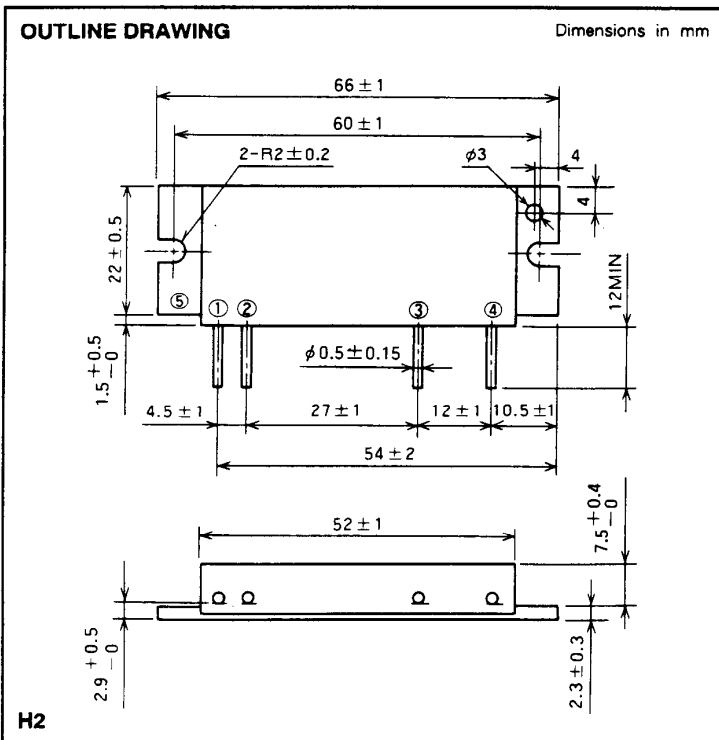 OUTLINE DRAWING
Dimensions in mm
66±1
60±1
2-R2±0.2
φ3
4
4
22±0.5
12MIN
⑤
①
②
③
④
φ0.5±0.15
1.5 +0.5 −0
4.5±1
27±1
12±1
10.5±1
54±2
52±1
7.5 +0.4 −0
2.9 +0.5 −0
2.3±0.3
H2